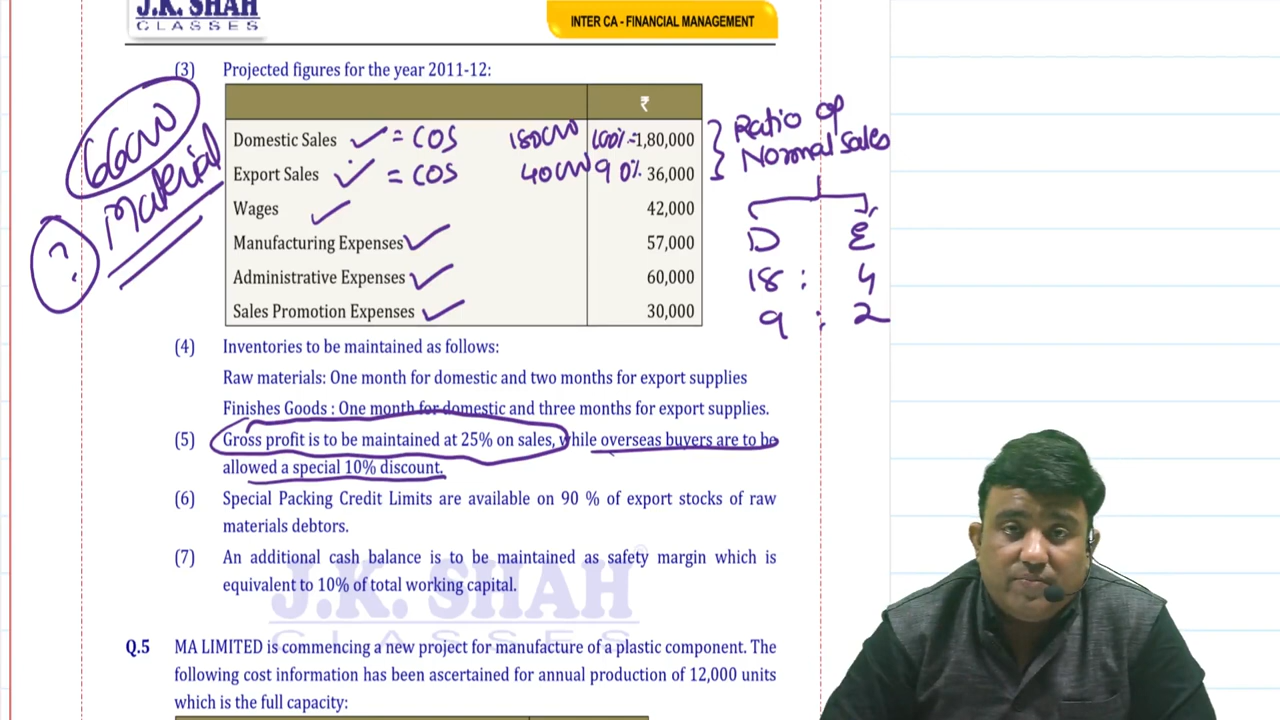 J.K. SHAH
CLASSES
INTER CA - FINANCIAL MANAGEMENT
(3) Projected figures for the year 2011-12:
₹
Domestic Sales = COS 180000 100% = 1,80,000
Export Sales = COS 40000 90% 36,000
Wages 42,000
Manufacturing Expenses 57,000
Administrative Expenses 60,000
Sales Promotion Expenses 30,000
66000
Material
?
Ratio of
Normal Sales
D E
18 : 4
9 : 2
(4) Inventories to be maintained as follows:
Raw materials: One month for domestic and two months for export supplies
Finishes Goods : One month for domestic and three months for export supplies.
(5) Gross profit is to be maintained at 25% on sales, while overseas buyers are to be
allowed a special 10% discount.
(6) Special Packing Credit Limits are available on 90 % of export stocks of raw
materials debtors.
(7) An additional cash balance is to be maintained as safety margin which is
equivalent to 10% of total working capital.
J.K. SHAH
CLASSES
Q.5 MA LIMITED is commencing a new project for manufacture of a plastic component. The
following cost information has been ascertained for annual production of 12,000 units
which is the full capacity: